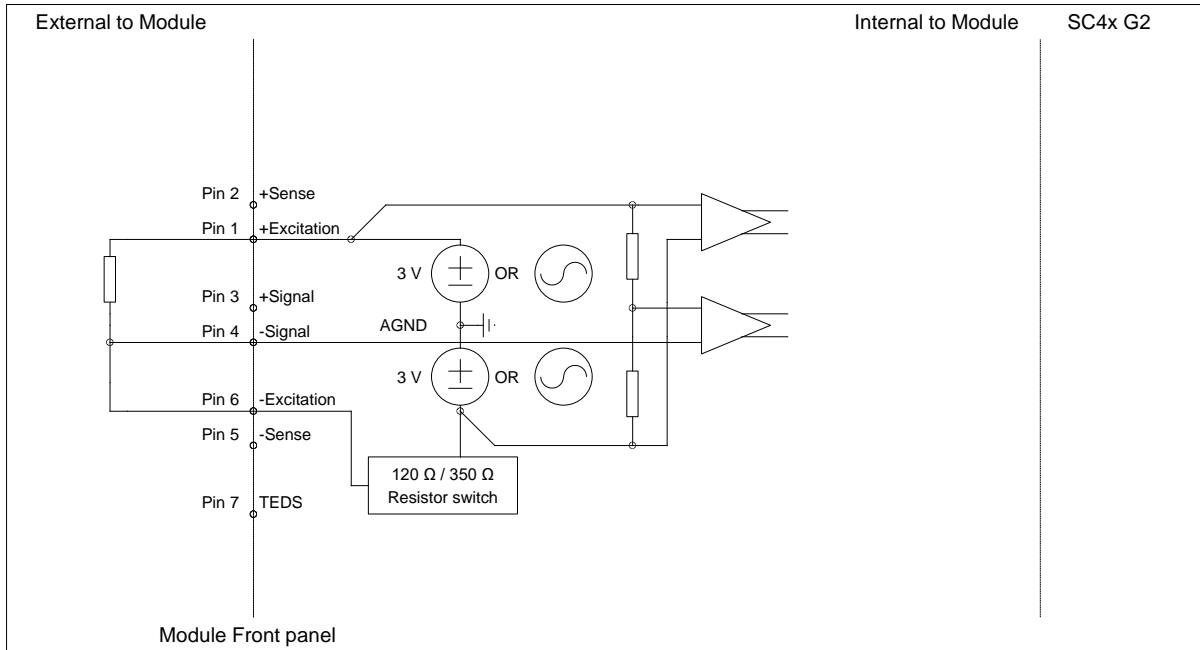 External to Module
Internal to Module
SC4x G2
Pin 2 +Sense
Pin 1 +Excitation
3 V OR
Pin 3 +Signal
AGND
Pin 4 -Signal
3 V OR
Pin 6 -Excitation
Pin 5 -Sense
120 Ω / 350 Ω
Resistor switch
Pin 7 TEDS
Module Front panel